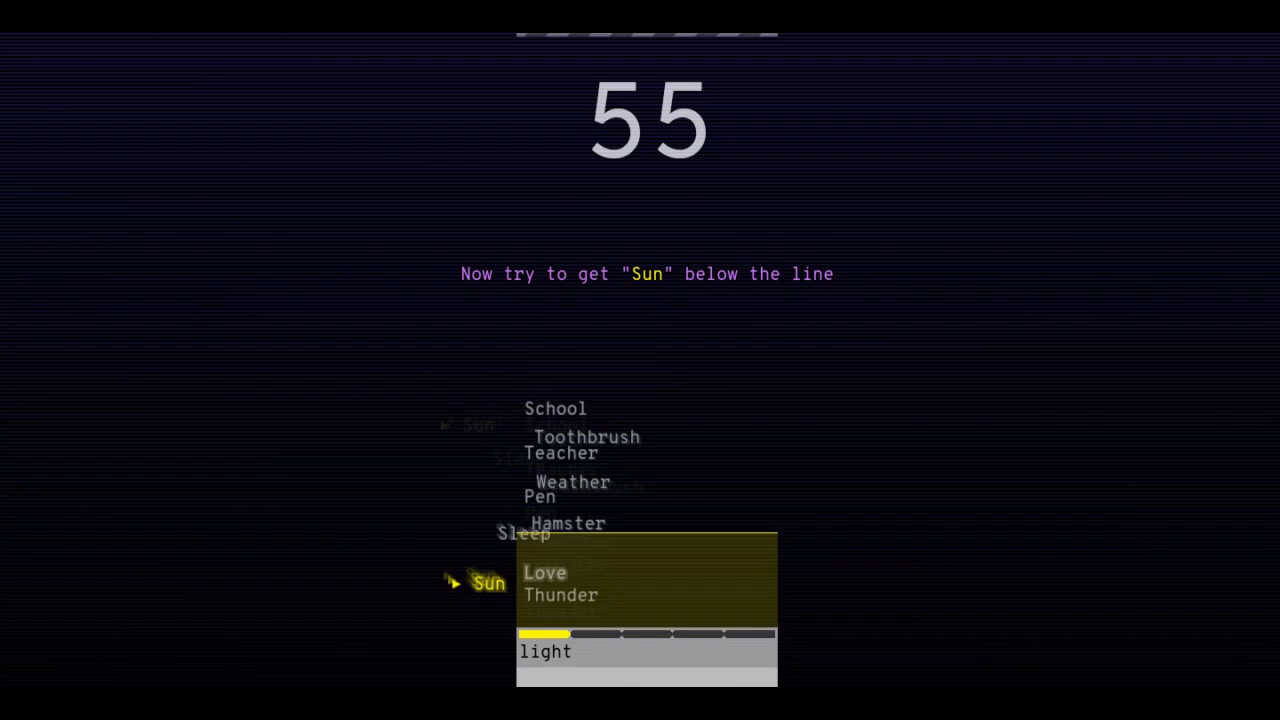 55
Now try to get "Sun" below the line
School
Toothbrush
Teacher
Weather
Pen
Hamster
Sleep
Love
Sun
Thunder
light